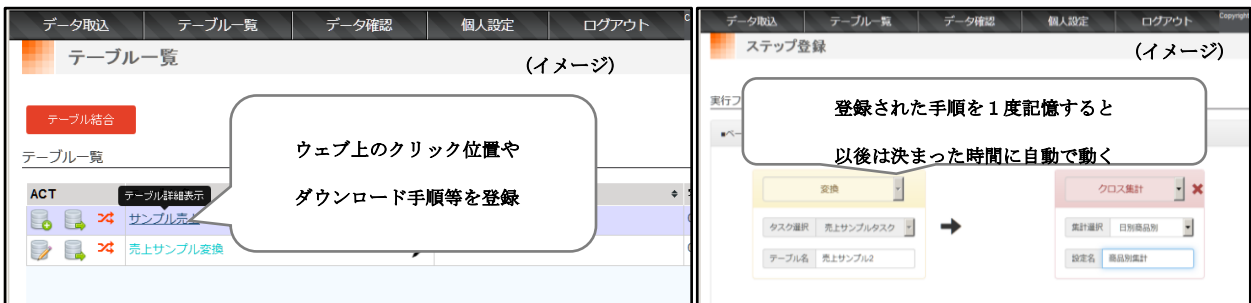 データ取込 テーブル一覧 データ確認 個人設定 ログアウト
テーブル一覧
(イメージ)
テーブル結合
テーブル一覧
ウェブ上のクリック位置や
ダウンロード手順等を登録
ACT
テーブル詳細表示
サンプル売上
売上サンプル変換
データ取込 テーブル一覧 データ確認 個人設定 ログアウト Copyright
ステップ登録
(イメージ)
実行フ
■ペー
登録された手順を1度記憶すると
以後は決まった時間に自動で動く
変換
クロス集計
タスク選択 売上サンプルタスク
集計選択 日別商品別
テーブル名 売上サンプル2
設定名 商品別集計